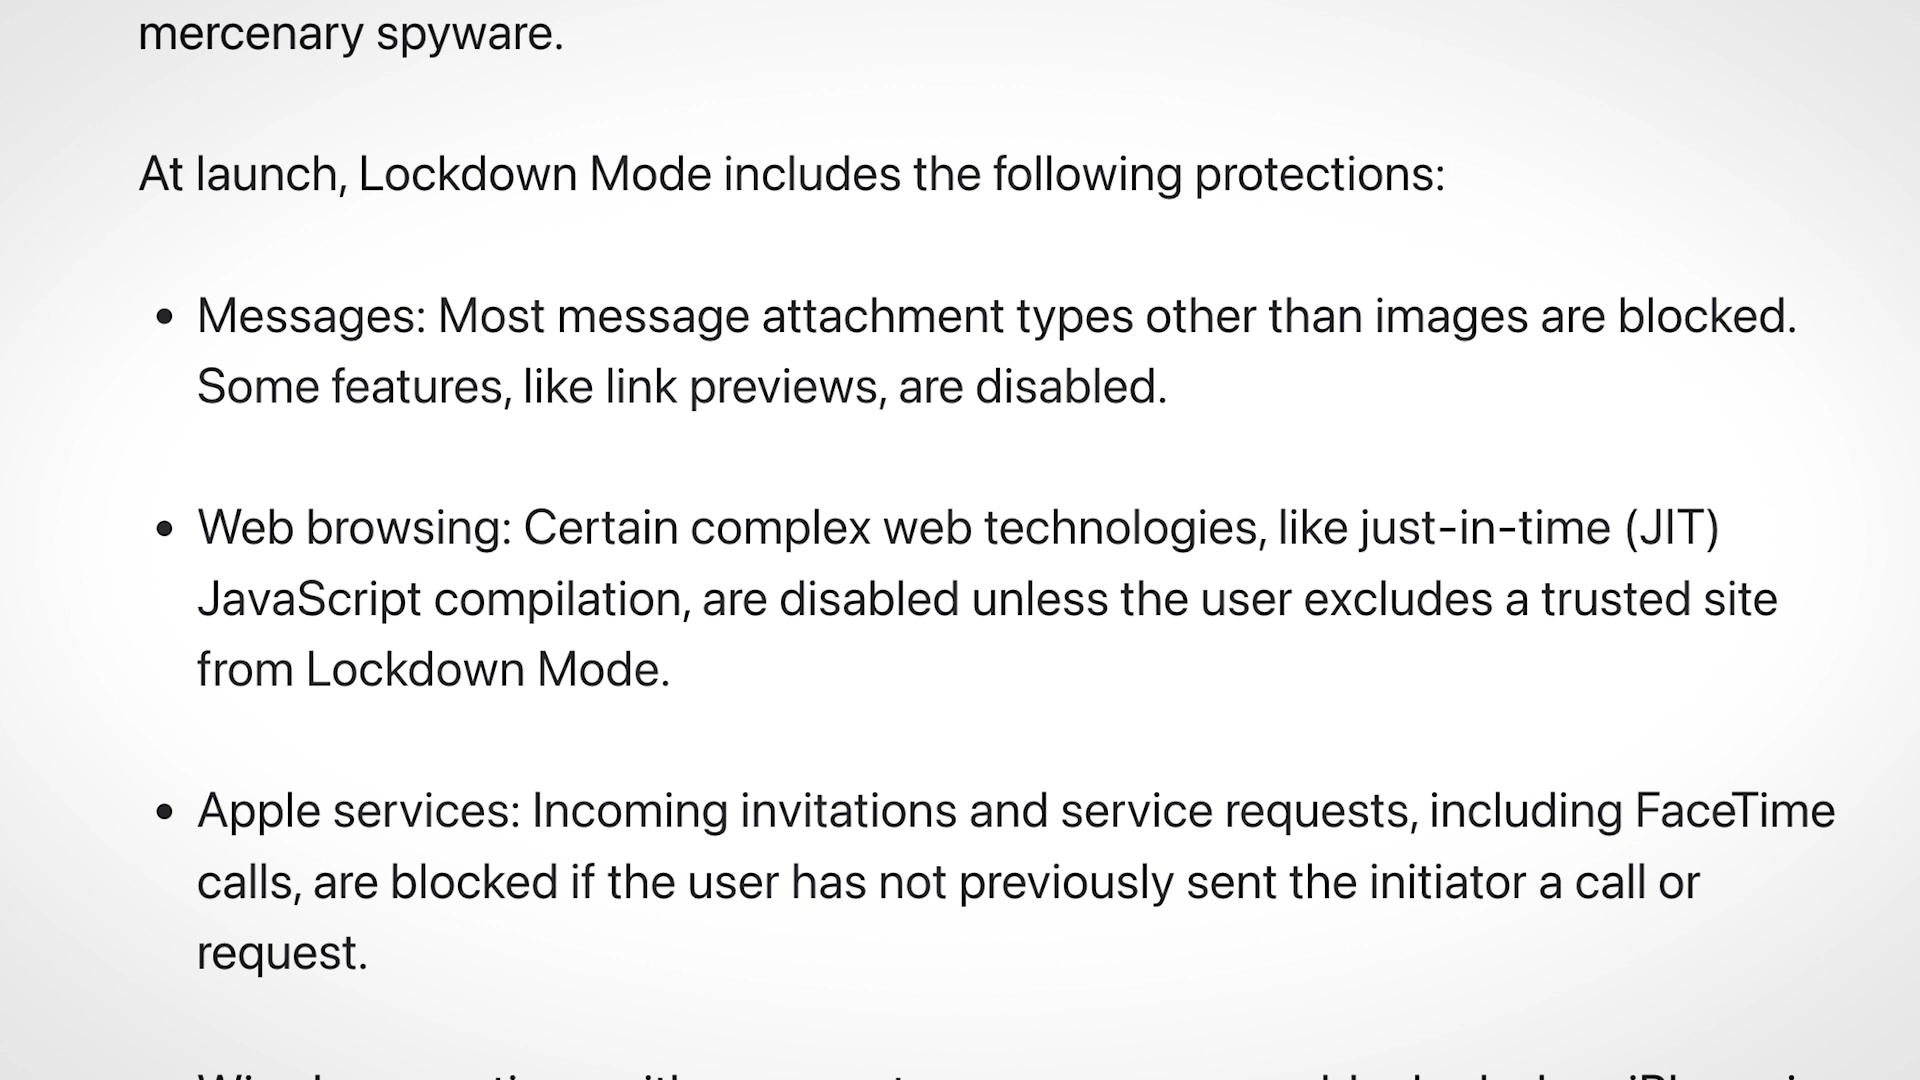 mercenary spyware.
At launch, Lockdown Mode includes the following protections:
• Messages: Most message attachment types other than images are blocked.
Some features, like link previews, are disabled.
• Web browsing: Certain complex web technologies, like just-in-time (JIT)
JavaScript compilation, are disabled unless the user excludes a trusted site
from Lockdown Mode.
• Apple services: Incoming invitations and service requests, including FaceTime
calls, are blocked if the user has not previously sent the initiator a call or
request.